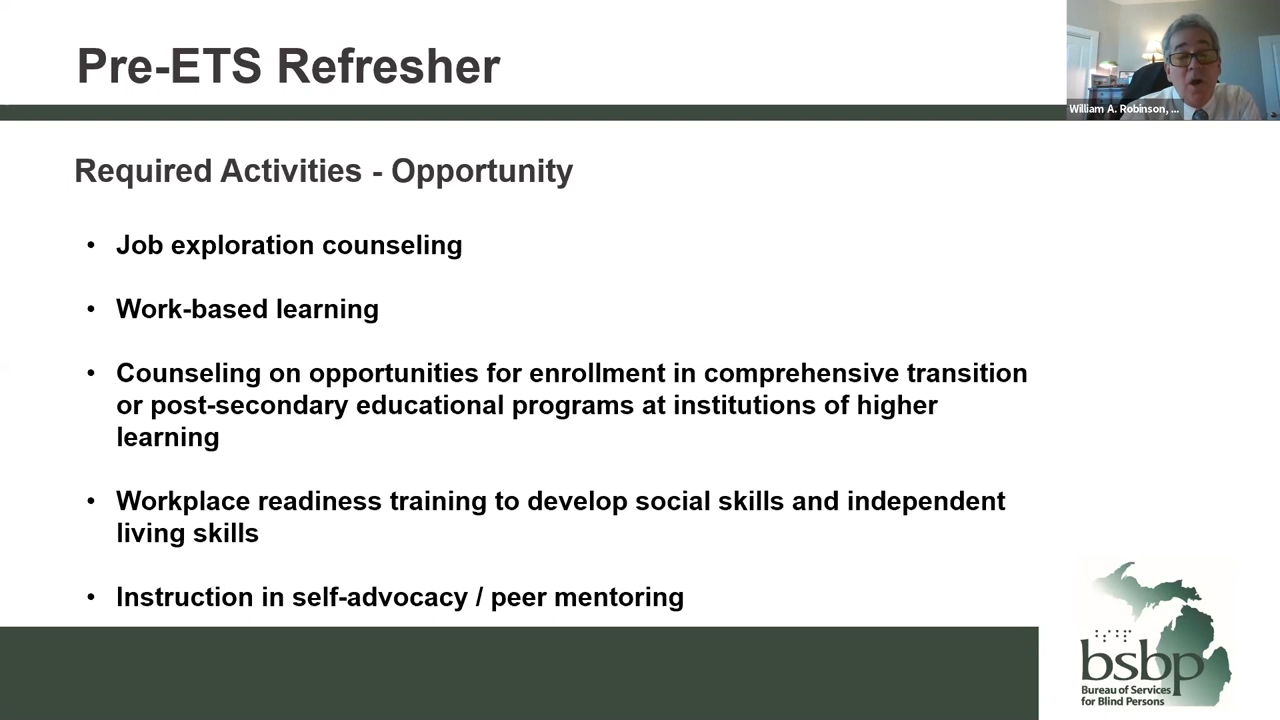 Pre-ETS Refresher
William A. Robinson, ...
Required Activities - Opportunity
• Job exploration counseling
• Work-based learning
• Counseling on opportunities for enrollment in comprehensive transition
or post-secondary educational programs at institutions of higher
learning
• Workplace readiness training to develop social skills and independent
living skills
• Instruction in self-advocacy / peer mentoring
bsbp
Bureau of Services
for Blind Persons